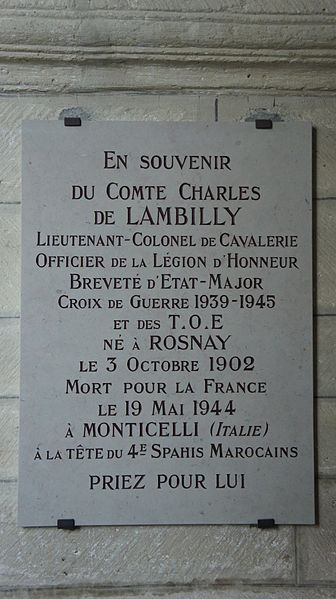 EN SOUVENIR
DU COMTE CHARLES
DE LAMBILLY
LIEUTENANT-COLONEL DE CAVALERIE
OFFICIER DE LA LÉGION D'HONNEUR
BREVETÉ D'ETAT-MAJOR
CROIX DE GUERRE 1939-1945
ET DES T.O.E
NÉ À ROSNAY
LE 3 OCTOBRE 1902
MORT POUR LA FRANCE
LE 19 MAI 1944
À MONTICELLI (ITALIE)
À LA TÊTE DU 4E SPAHIS MAROCAINS
PRIEZ POUR LUI